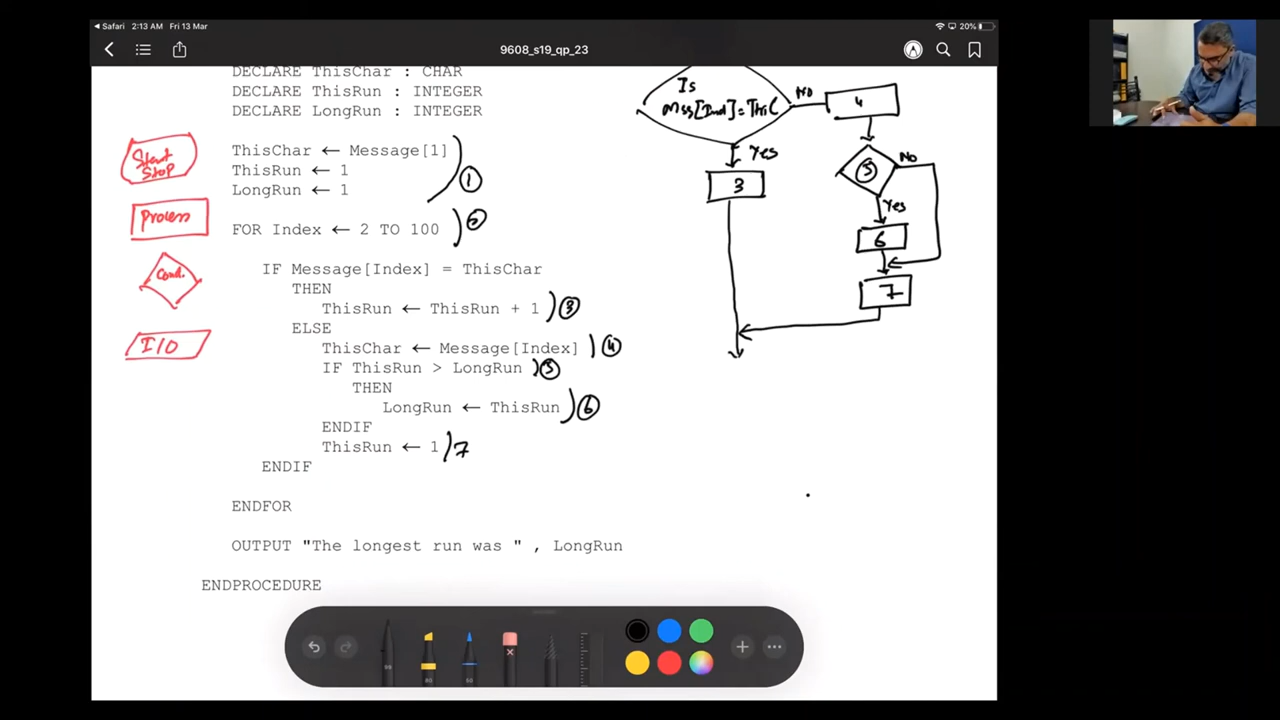 Safari 2:13 AM Fri 13 Mar
20%
9608_s19_qp_23
DECLARE ThisChar : CHAR
DECLARE ThisRun : INTEGER
DECLARE LongRun : INTEGER
ThisChar ← Message[1]
ThisRun ← 1
LongRun ← 1
1
FOR Index ← 2 TO 100
IF Message[Index] = ThisChar
THEN
ThisRun ← ThisRun + 1
3
ELSE
ThisChar ← Message[Index]
4
IF ThisRun > LongRun
5
THEN
LongRun ← ThisRun
6
ENDIF
ThisRun ← 1
7
ENDIF
ENDFOR
OUTPUT "The longest run was " , LongRun
ENDPROCEDURE
Start
Stop
Process
Cond.
I/O
Is
No
Yes
3
4
5
No
Yes
6
7